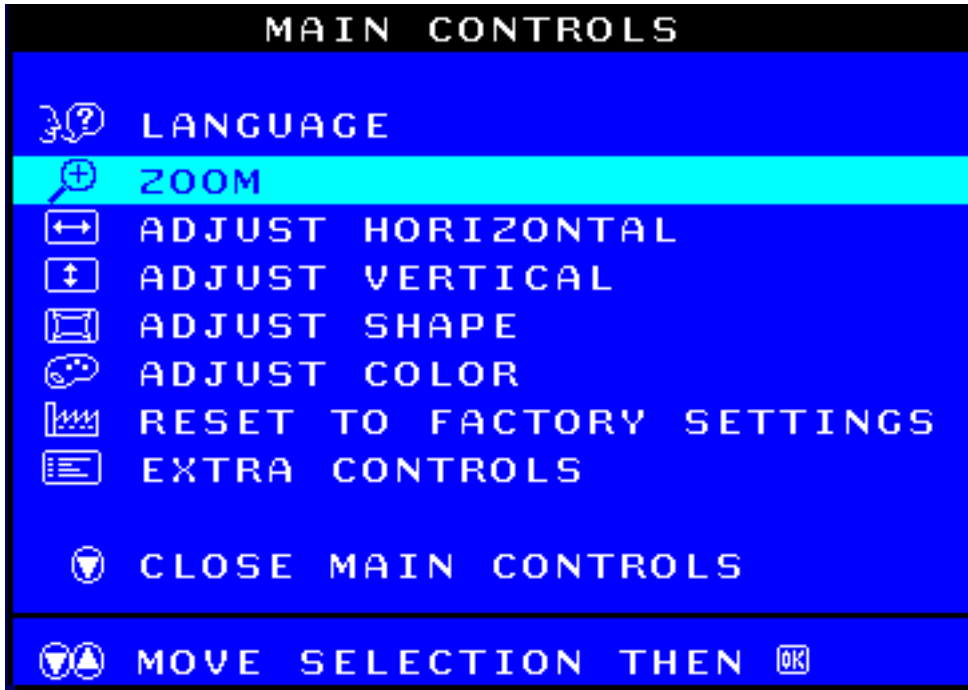 MAIN CONTROLS
LANGUAGE
ZOOM
ADJUST HORIZONTAL
ADJUST VERTICAL
ADJUST SHAPE
ADJUST COLOR
RESET TO FACTORY SETTINGS
EXTRA CONTROLS
CLOSE MAIN CONTROLS
MOVE SELECTION THEN OK